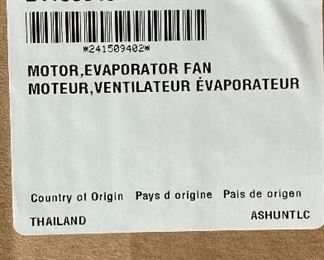 *241509402*
MOTOR,EVAPORATOR FAN
MOTEUR,VENTILATEUR ÉVAPORATEUR
Country of Origin Pays d origine Pais de origen
THAILAND ASHUNTLC